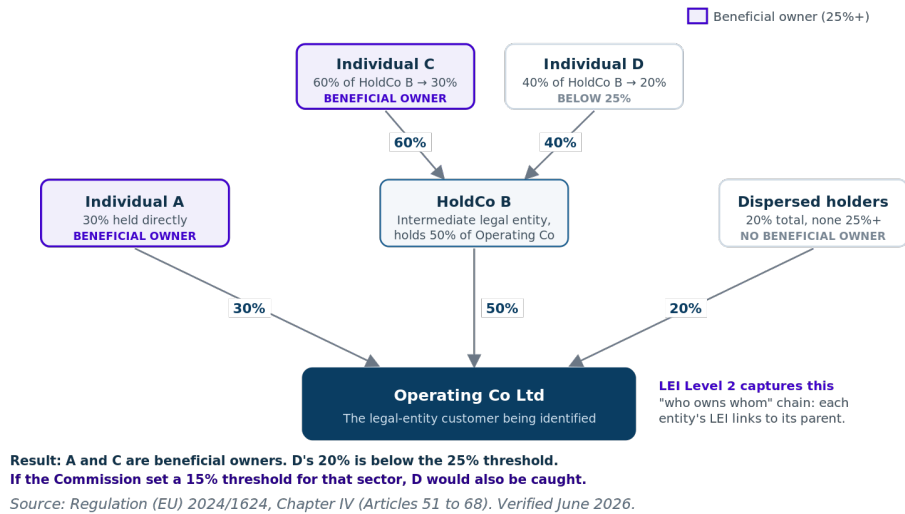 Beneficial owner (25%+)
Individual C
60% of HoldCo B → 30%
BENEFICIAL OWNER
Individual D
40% of HoldCo B → 20%
BELOW 25%
60%
40%
Individual A
30% held directly
BENEFICIAL OWNER
HoldCo B
Intermediate legal entity,
holds 50% of Operating Co
Dispersed holders
20% total, none 25%+
NO BENEFICIAL OWNER
30%
50%
20%
Operating Co Ltd
The legal-entity customer being identified
LEI Level 2 captures this
"who owns whom" chain: each
entity's LEI links to its parent.
Result: A and C are beneficial owners. D's 20% is below the 25% threshold.
If the Commission set a 15% threshold for that sector, D would also be caught.
Source: Regulation (EU) 2024/1624, Chapter IV (Articles 51 to 68). Verified June 2026.